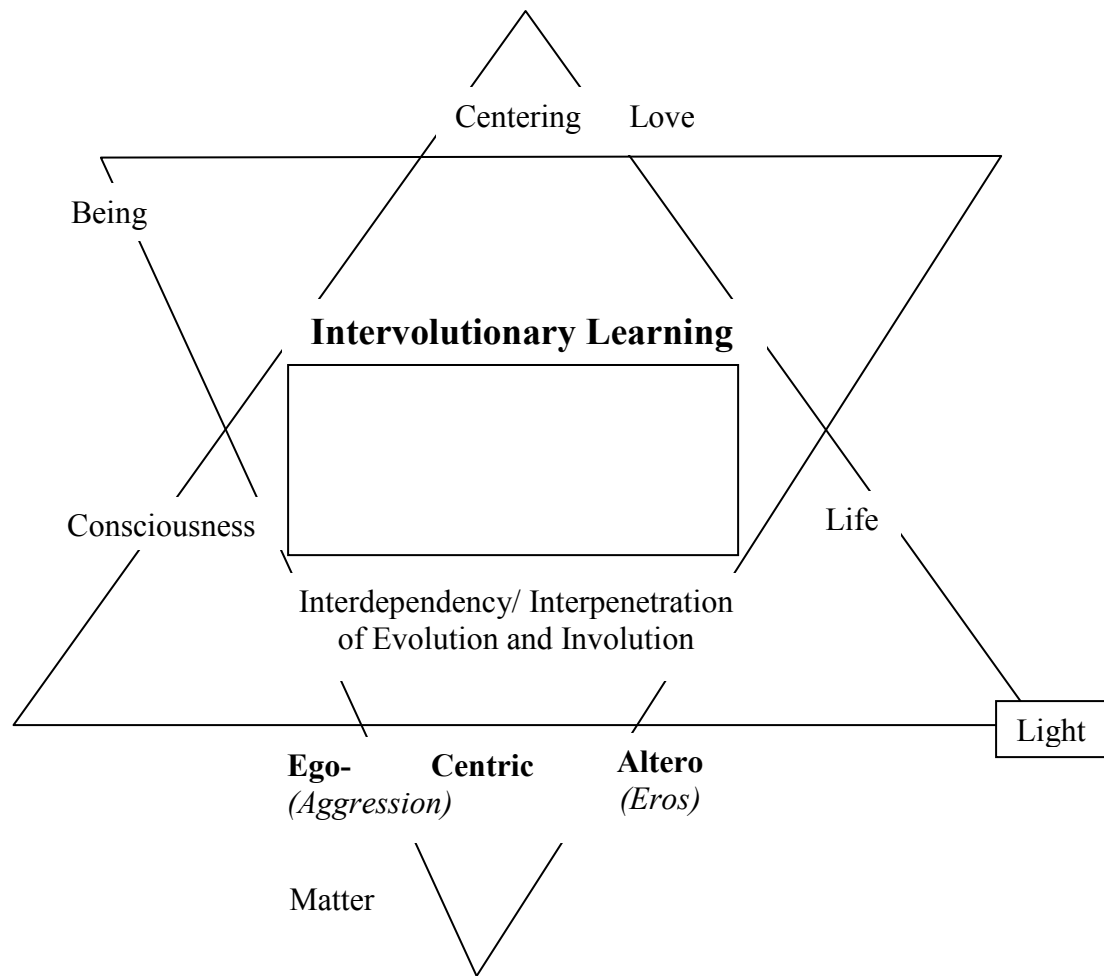 Centering Love
Being
Intervolutionary Learning
Consciousness
Life
Interdependency/ Interpenetration
of Evolution and Involution
Light
Ego- Centric Altero
(Aggression) (Eros)
Matter